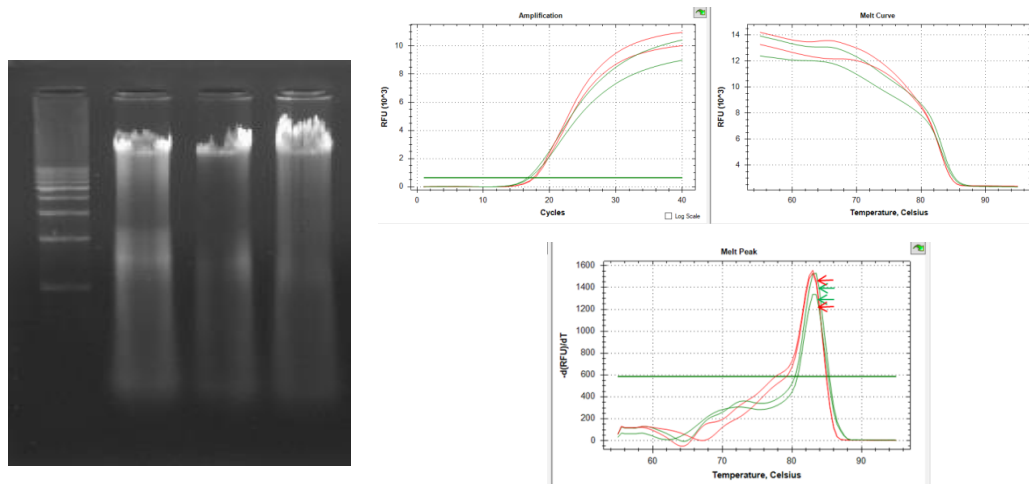 Amplification
RFU (10^3)
10
8
6
4
2
0
0 10 20 30 40
Cycles
Log Scale
Melt Curve
RFU (10^3)
14
12
10
8
6
4
60 70 80 90
Temperature, Celsius
Melt Peak
-d(RFU)/dT
1600
1400
1200
1000
800
600
400
200
0
60 70 80 90
Temperature, Celsius